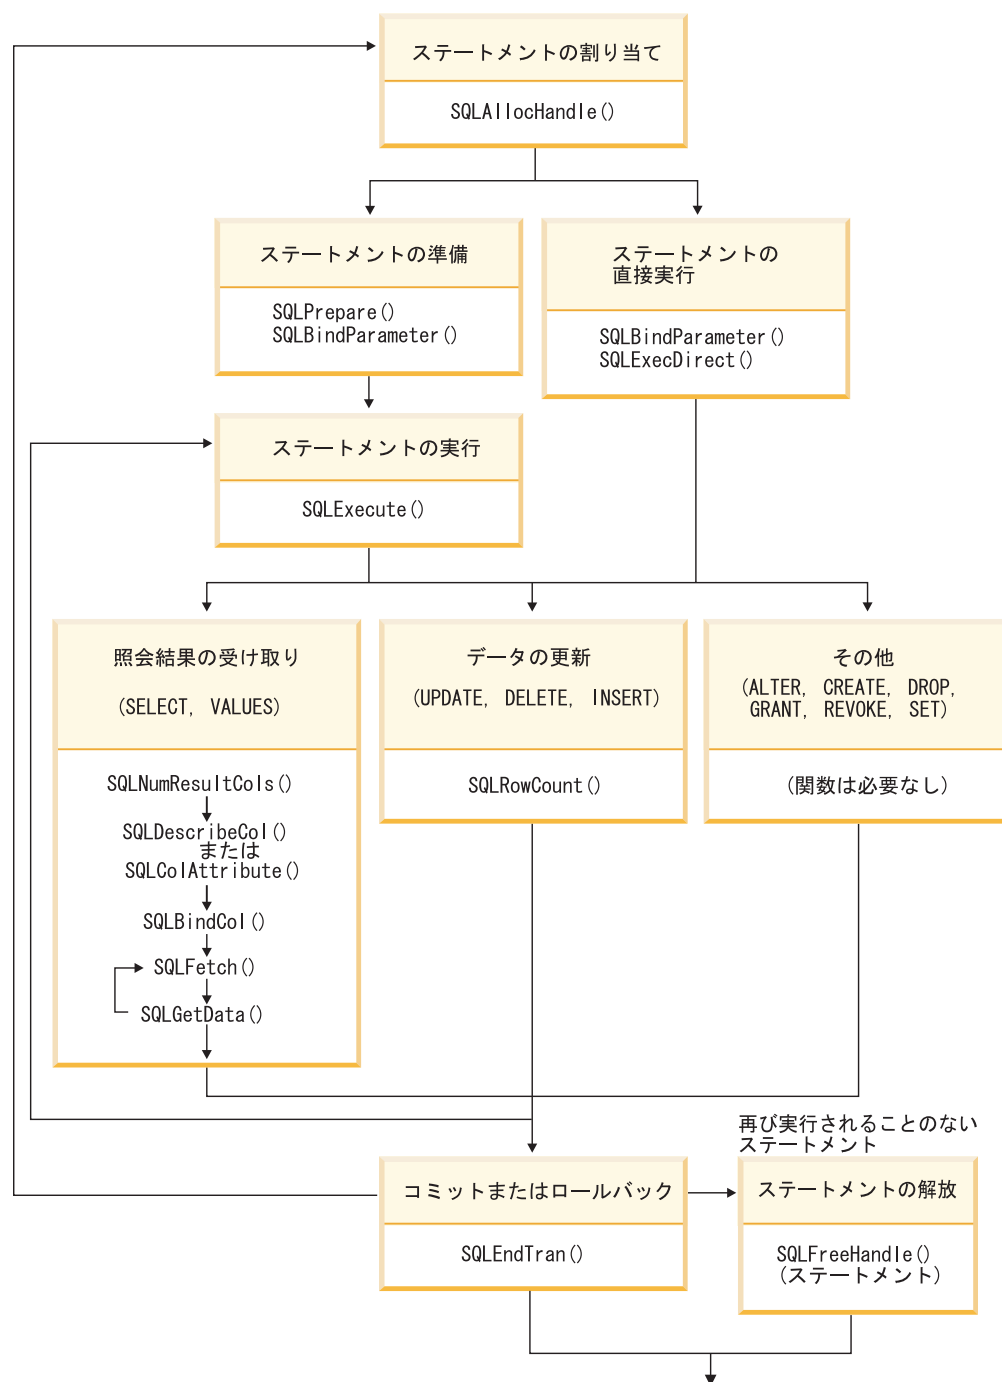 ステートメントの割り当て
SQLAllocHandle()
ステートメントの準備
SQLPrepare()
SQLBindParameter()
ステートメントの
直接実行
SQLBindParameter()
SQLExecDirect()
ステートメントの実行
SQLExecute()
照会結果の受け取り
(SELECT, VALUES)
SQLNumResultCols()
SQLDescribeCol()
または
SQLColAttribute()
SQLBindCol()
SQLFetch()
SQLGetData()
データの更新
(UPDATE, DELETE, INSERT)
SQLRowCount()
その他
(ALTER, CREATE, DROP,
GRANT, REVOKE, SET)
(関数は必要なし)
コミットまたはロールバック
SQLEndTran()
再び実行されることのない
ステートメント
ステートメントの解放
SQLFreeHandle()
(ステートメント)